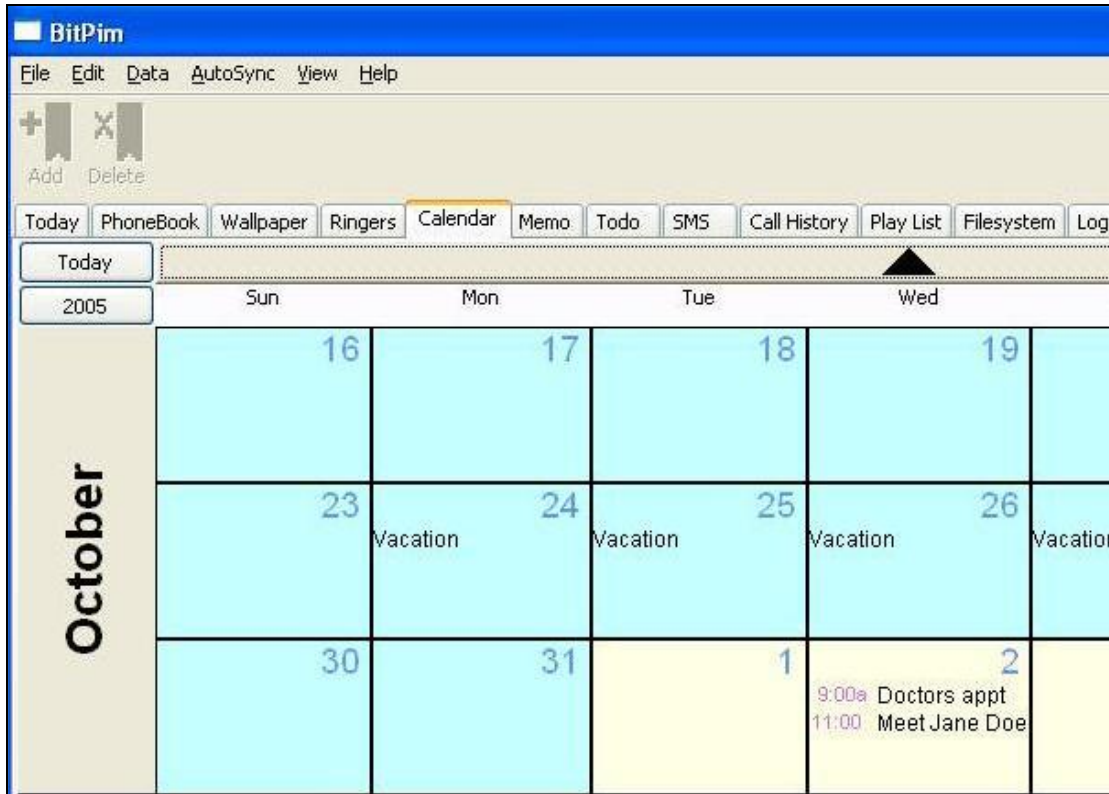 BitPim
File Edit Data AutoSync View Help
Add Delete
Today PhoneBook Wallpaper Ringers Calendar Memo Todo SMS Call History Play List Filesystem Log
Today
2005 Sun Mon Tue Wed
October
16 17 18 19
23 24 25 26
Vacation Vacation Vacation Vacation
30 31 1 2
9:00a Doctors appt
11:00 Meet Jane Doe